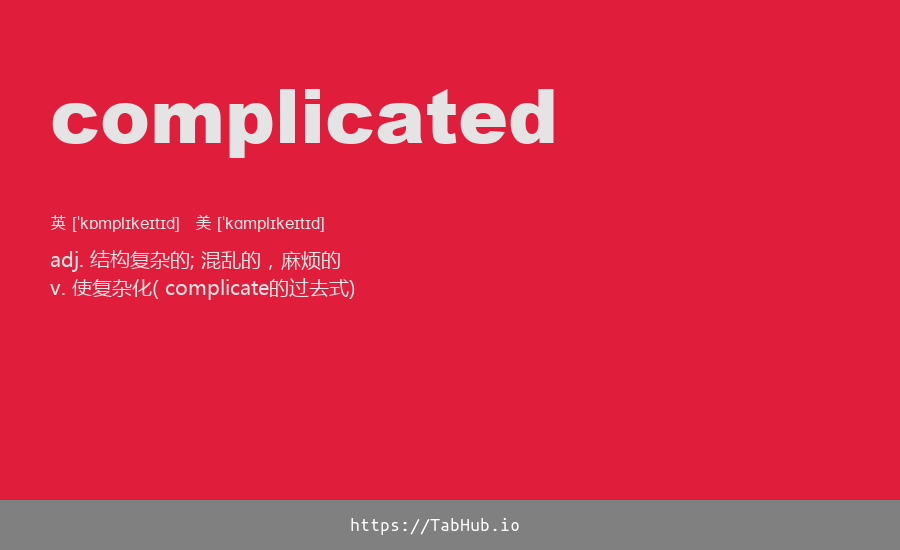 complicated
英 [ˈkɒmplɪkeɪtɪd] 美 [ˈkɑmplɪkeɪtɪd]
adj. 结构复杂的; 混乱的，麻烦的
v. 使复杂化( complicate的过去式)
https://TabHub.io